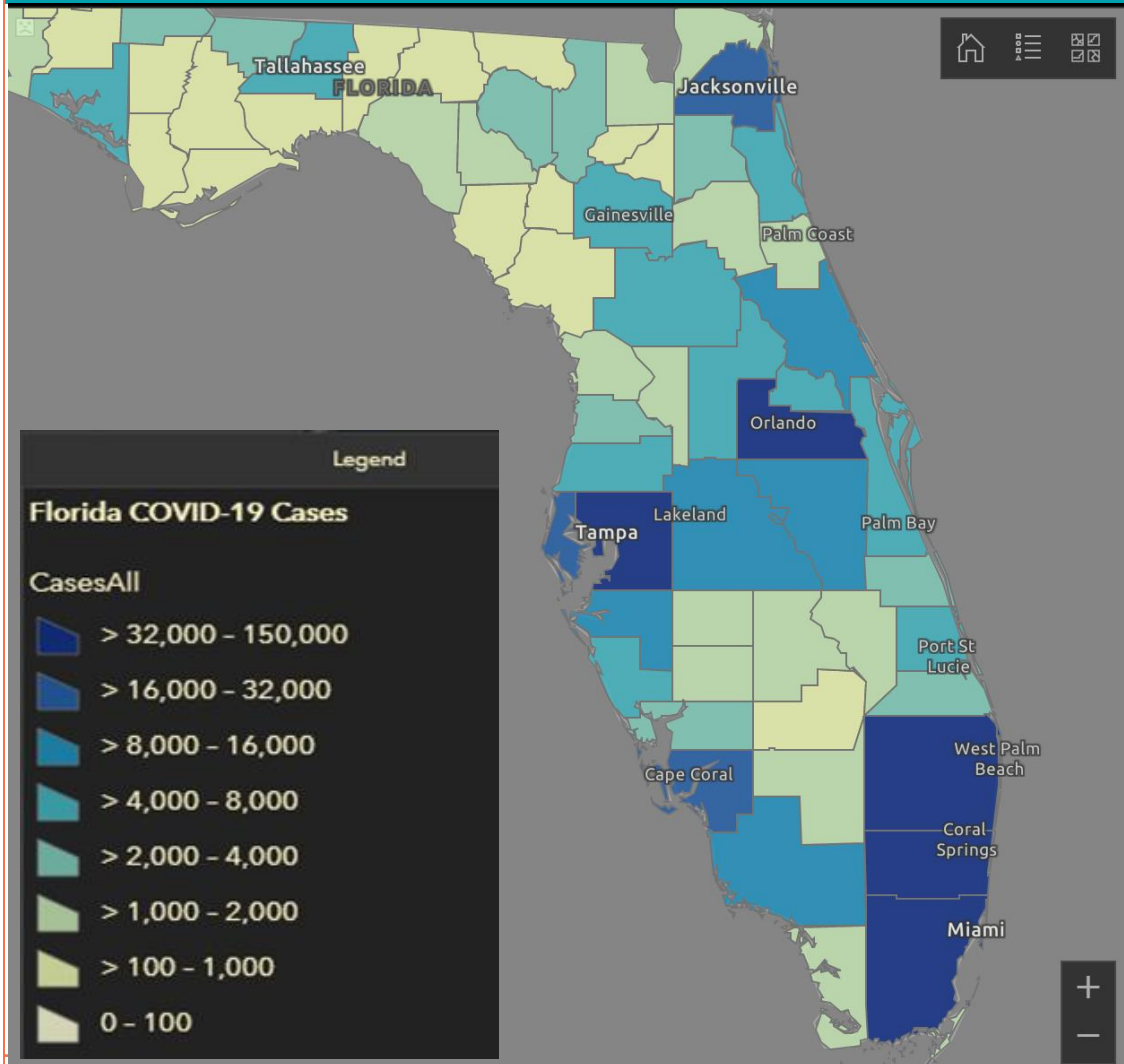 Tallahassee
FLORIDA
Jacksonville
Gainesville
Palm Coast
Orlando
Lakeland
Tampa
Palm Bay
Port St
Lucie
West Palm
Beach
Cape Coral
Coral
Springs
Miami
Legend
Florida COVID-19 Cases
CasesAll
> 32,000 – 150,000
> 16,000 – 32,000
> 8,000 – 16,000
> 4,000 – 8,000
> 2,000 – 4,000
> 1,000 – 2,000
> 100 – 1,000
0 – 100
+
−